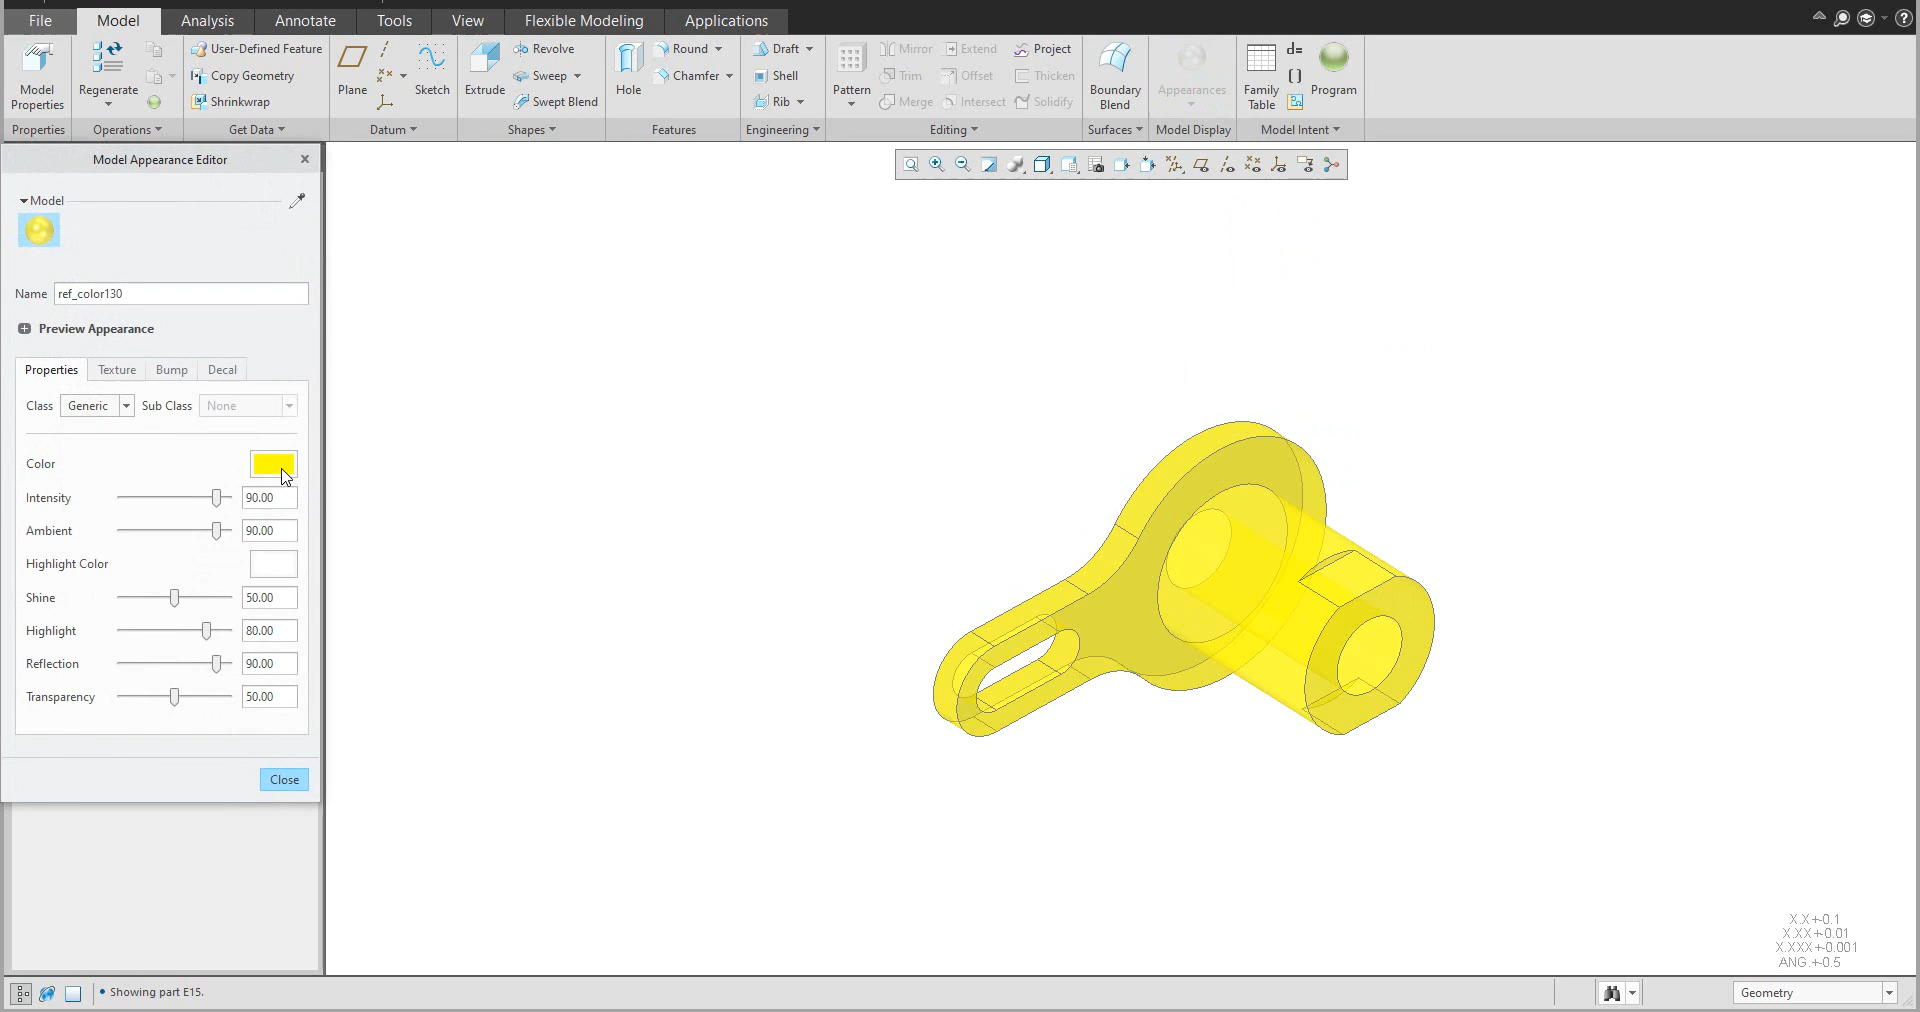 File Model Analysis Annotate Tools View Flexible Modeling Applications
Model Properties
Regenerate
User-Defined Feature
Copy Geometry
Shrinkwrap
Plane
Sketch
Extrude
Revolve
Sweep
Swept Blend
Hole
Round
Chamfer
Draft
Shell
Rib
Pattern
Mirror Extend Project
Trim Offset Thicken
Merge Intersect Solidify
Boundary Blend
Appearances
Family Table
d=
[]
Program
Properties Operations Get Data Datum Shapes Features Engineering Editing Surfaces Model Display Model Intent
Model Appearance Editor
Model
Name ref_color130
Preview Appearance
Properties Texture Bump Decal
Class Generic Sub Class None
Color
Intensity 90.00
Ambient 90.00
Highlight Color
Shine 50.00
Highlight 80.00
Reflection 90.00
Transparency 50.00
Close
X.X+-0.1
X.XX+-0.01
X.XXX+-0.001
ANG.+-0.5
Showing part E15.
Geometry